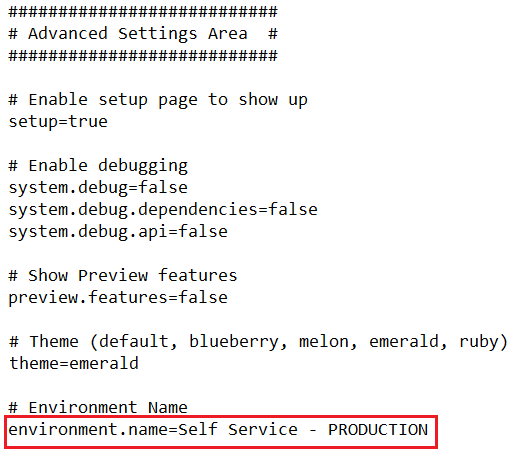 ###########################
# Advanced Settings Area  #
###########################
# Enable setup page to show up
setup=true
# Enable debugging
system.debug=false
system.debug.dependencies=false
system.debug.api=false
# Show Preview features
preview.features=false
# Theme (default, blueberry, melon, emerald, ruby)
theme=emerald
# Environment Name
environment.name=Self Service - PRODUCTION